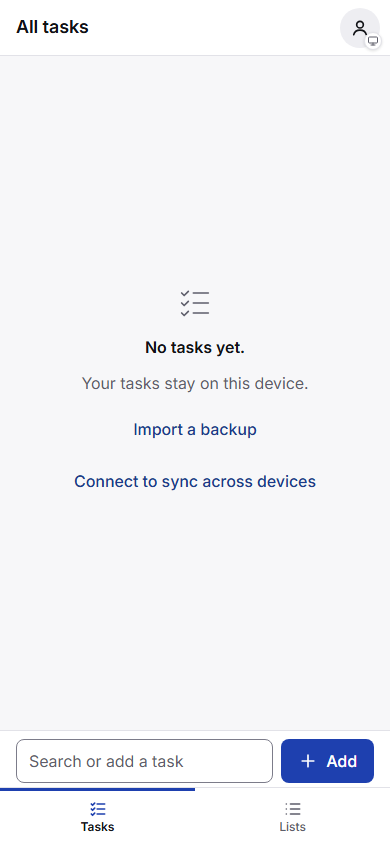 All tasks
No tasks yet.
Your tasks stay on this device.
Import a backup
Connect to sync across devices
Search or add a task
Add
Tasks
Lists